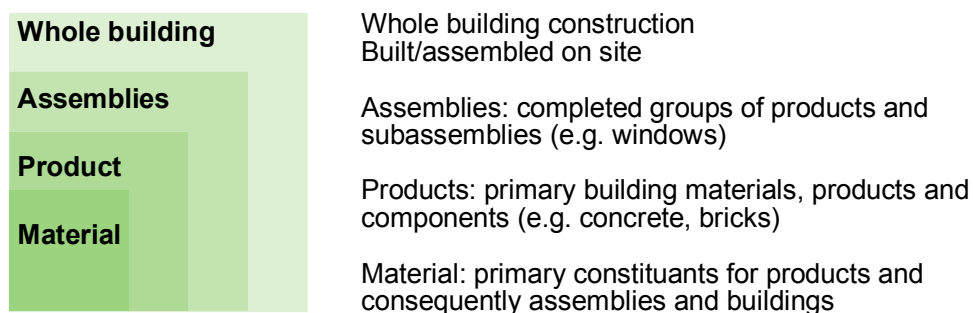 Whole building
Assemblies
Product
Material
Whole building construction
Built/assembled on site
Assemblies: completed groups of products and
subassemblies (e.g. windows)
Products: primary building materials, products and
components (e.g. concrete, bricks)
Material: primary constituants for products and
consequently assemblies and buildings